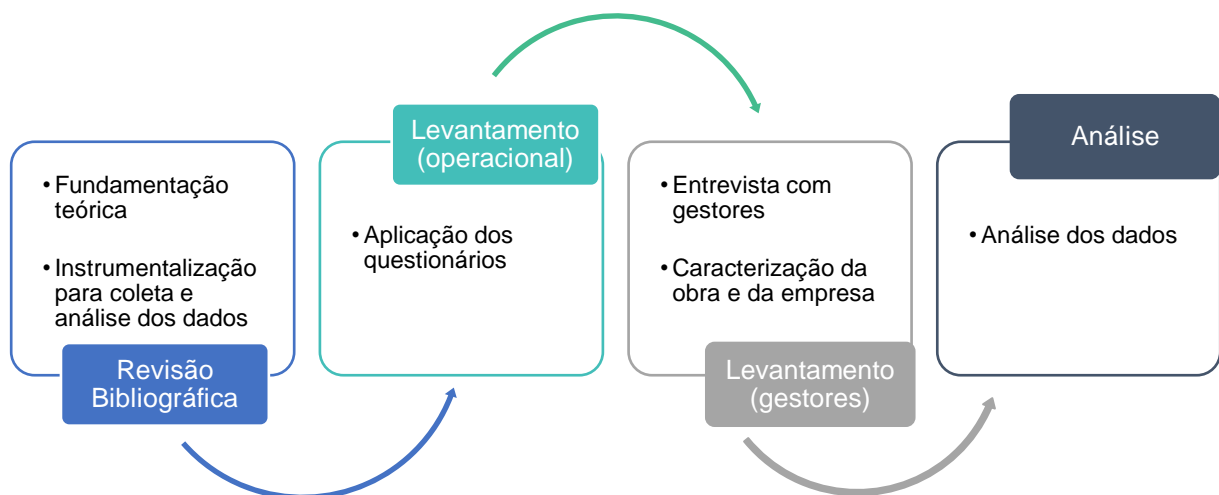 • Fundamentação
teórica
• Instrumentalização
para coleta e
análise dos dados
Revisão
Bibliográfica
Levantamento
(operacional)
• Aplicação dos
questionários
• Entrevista com
gestores
• Caracterização da
obra e da empresa
Levantamento
(gestores)
Análise
• Análise dos dados